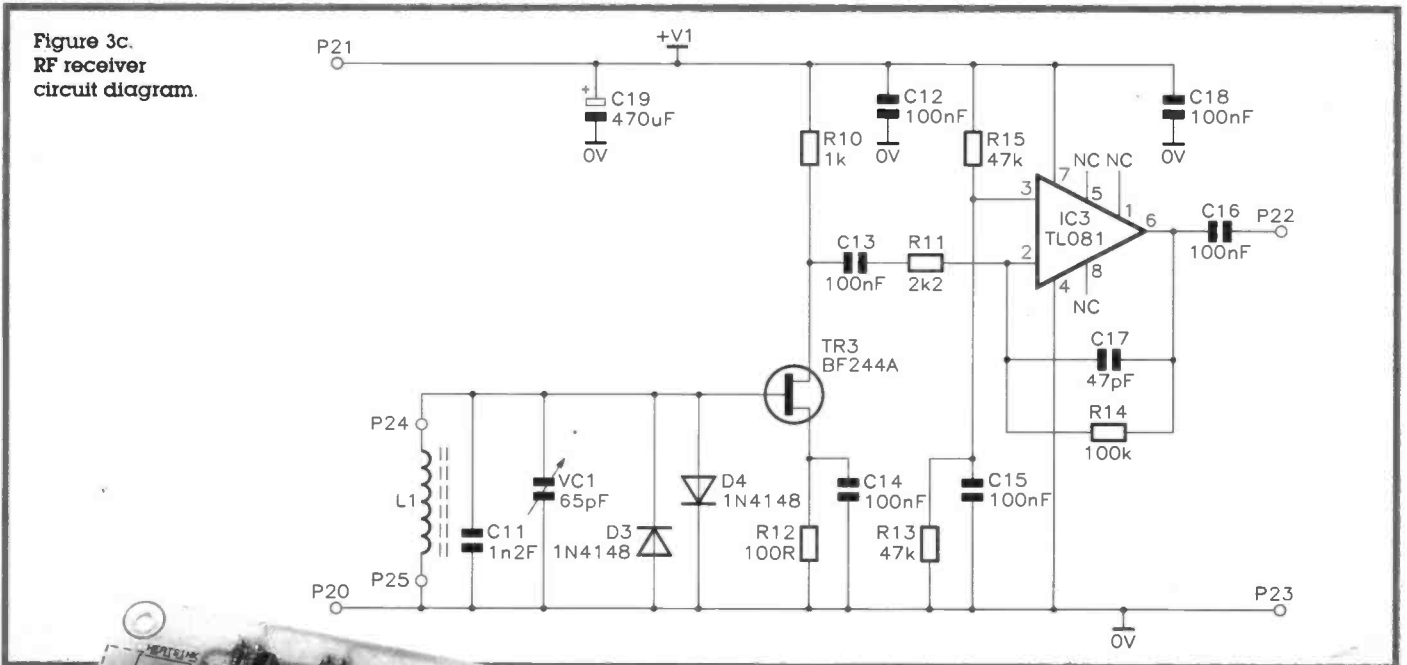 Figure 3c.
RF receiver
circuit diagram.
P21
+V1
+
C19
470uF
0V
R10
1k
C12
100nF
0V
R15
47k
C18
100nF
0V
NC NC
7
5
1
3
2
IC3
TL081
6
8
4
NC
C16
100nF
P22
C13
100nF
R11
2k2
C17
47pF
R14
100k
TR3
BF244A
P24
L1
C11
1n2F
VC1
65pF
D3
1N4148
D4
1N4148
C14
100nF
R12
100R
R13
47k
C15
100nF
P25
P20
P23
0V
HEATSINK